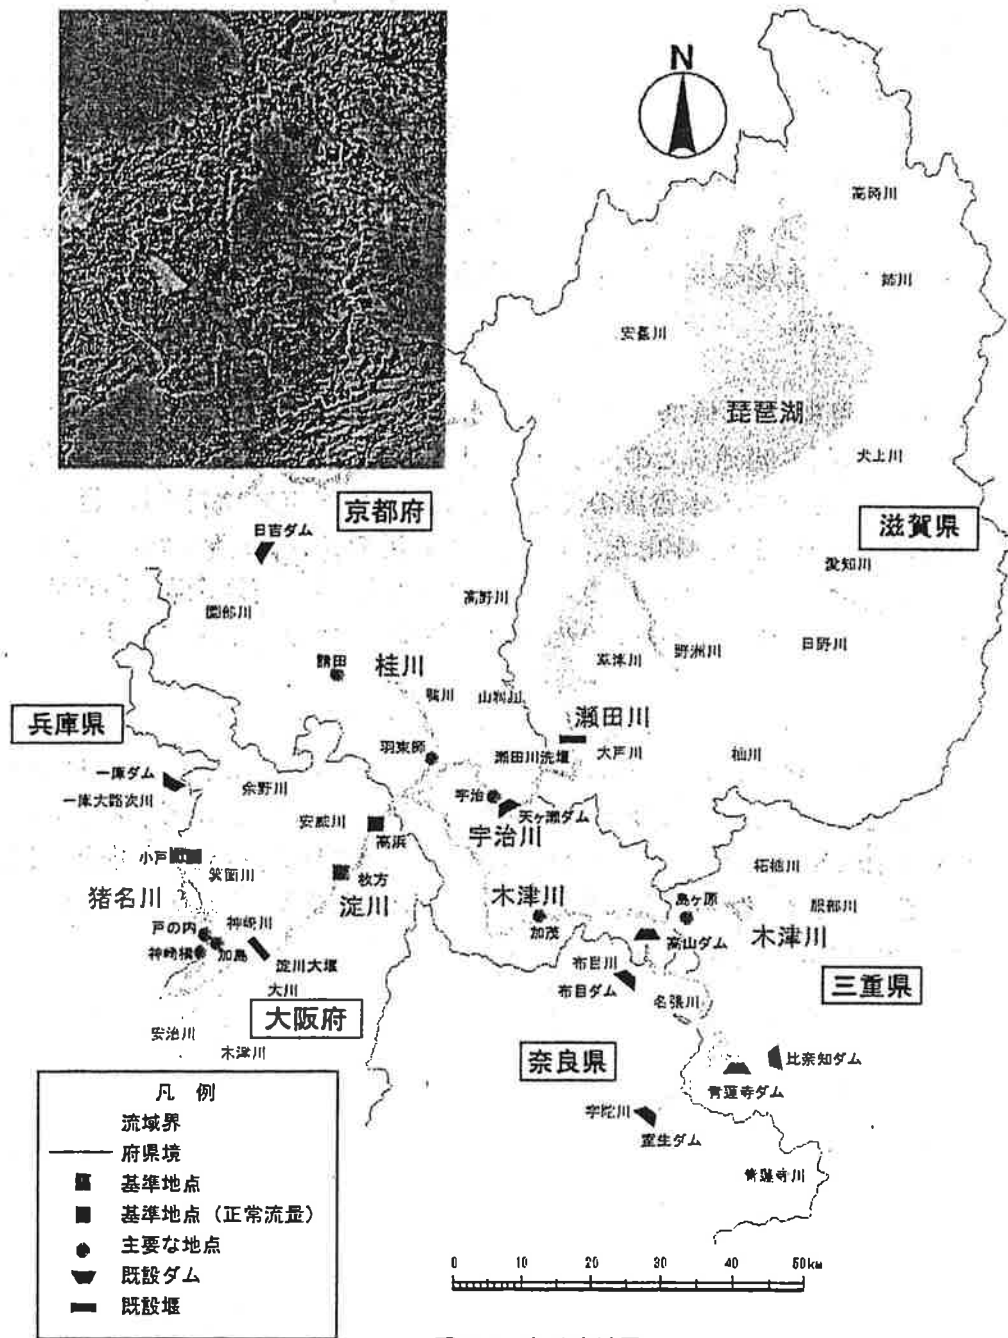 N
高時川
姉川
安曇川
琵琶湖
犬上川
京都府
滋賀県
日吉ダム
愛知川
園部川
高野川
草津川
野洲川
日野川
請田
桂川
鴨川
山科川
兵庫県
瀬田川
羽束師
瀬田川洗堰
大戸川
杣川
一庫ダム
一庫大路次川
余野川
宇治
天ヶ瀬ダム
安威川
高浜
宇治川
小戸
箕面川
枚方
柘植川
猪名川
淀川
木津川
島ヶ原
服部川
戸の内
神崎川
加茂
高山ダム
木津川
神崎橋
加島
淀川大堰
布目川
布目ダム
三重県
大川
名張川
大阪府
安治川
木津川
奈良県
比奈知ダム
青蓮寺ダム
宇陀川
室生ダム
青蓮寺川
凡 例
流域界
府県境
基準地点
基準地点（正常流量）
主要な地点
既設ダム
既設堰
0 10 20 30 40 50km